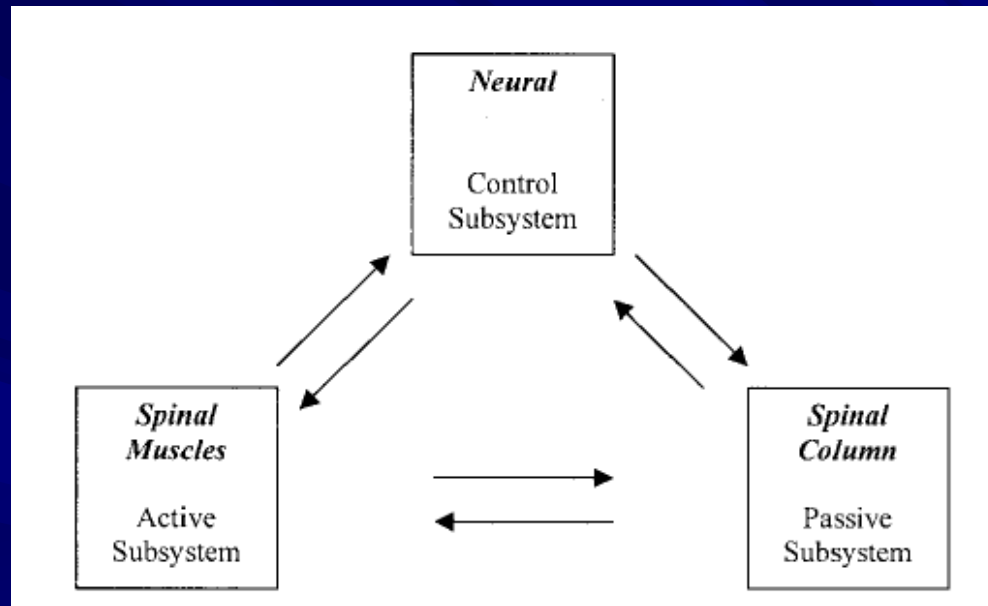 Neural
Control
Subsystem
Spinal
Muscles
Active
Subsystem
Spinal
Column
Passive
Subsystem